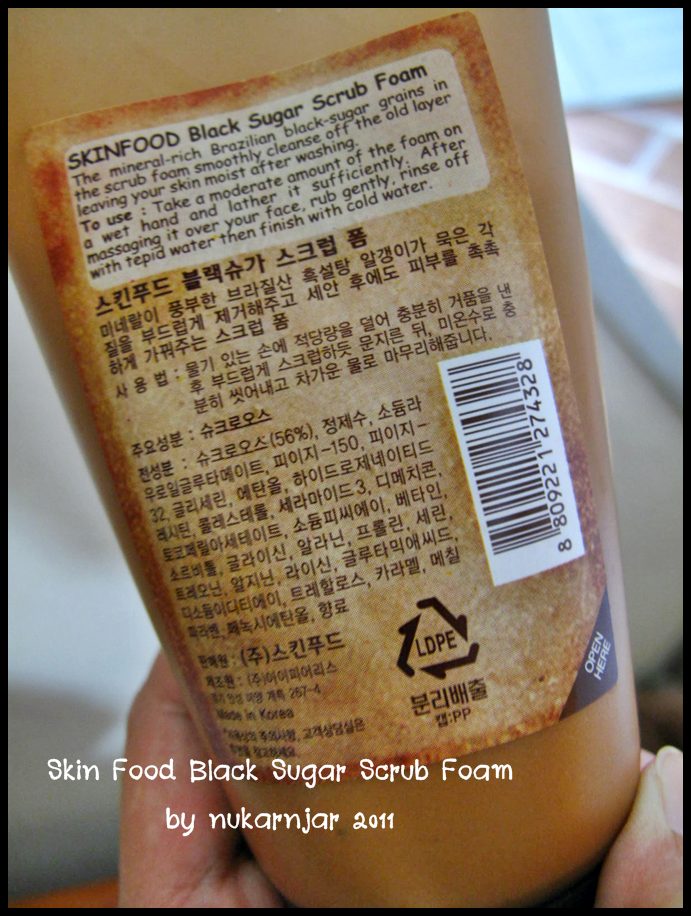 SKINFOOD Black Sugar Scrub Foam
The mineral-rich Brazilian black-sugar grains in
the scrub foam smoothly cleanse off the old layer
leaving your skin moist after washing.
To use : Take a moderate amount of the foam on
a wet hand and lather it sufficiently. After
massaging it over your face, rub gently, rinse off
with tepid water then finish with cold water.
스킨푸드 블랙슈가 스크럽 폼
미네랄이 풍부한 브라질산 흑설탕 알갱이가 묵은 각
질을 부드럽게 제거해주고 세안 후에도 피부를 촉촉
하게 가꿔주는 스크럽 폼
사 용 법 : 물기 있는 손에 적당량을 덜어 충분히 거품을 낸
후 부드럽게 스크럽하듯 문지른 뒤, 미온수로 충
분히 씻어내고 차가운 물로 마무리해줍니다.
주요성분 : 슈크로오스
전성분 : 슈크로오스(56%), 정제수, 소듐라
우로일글루타메이트, 피이지-150, 피이지-
32, 글리세린, 에탄올, 하이드로제네이티드
레시틴, 콜레스테롤, 세라마이드3, 디메치콘,
토코페릴아세테이트, 소듐피씨에이, 베타인,
소르비톨, 글라이신, 알라닌, 프롤린, 세린,
트레오닌, 알지닌, 라이신, 글루타믹애씨드,
디소듐이디티에이, 트레할로스, 카라멜, 메칠
파라벤, 페녹시에탄올, 향료
판매원 : (주)스킨푸드
제조원 : (주)아이피어리스
Made in Korea
8 809221 274328
LDPE
분리배출
캡:PP
OPEN
HERE
Skin Food Black Sugar Scrub Foam
by nukarnjar 2011